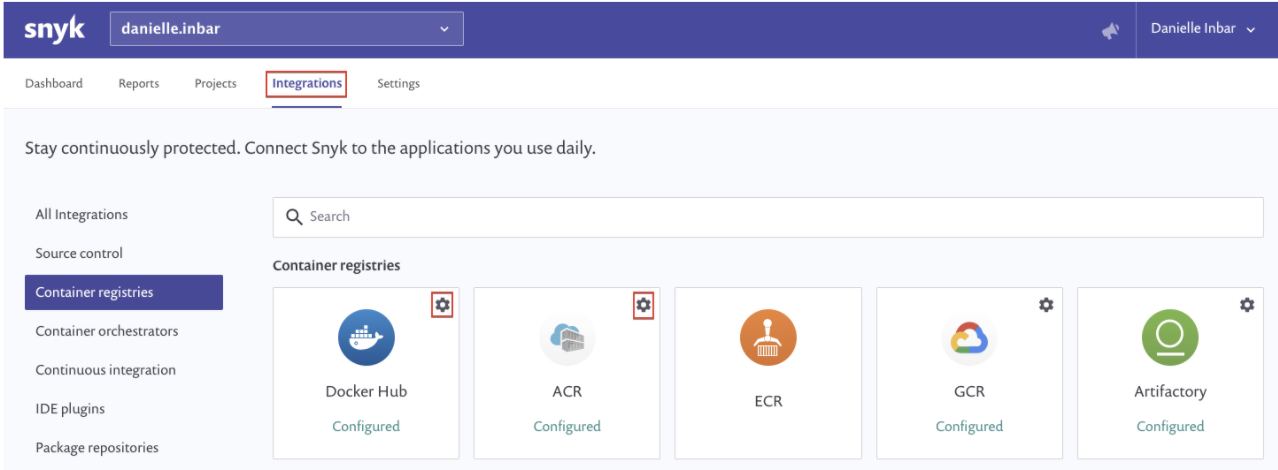 snyk
danielle.inbar
Danielle Inbar
Dashboard Reports Projects Integrations Settings
Stay continuously protected. Connect Snyk to the applications you use daily.
All Integrations
Source control
Container registries
Container orchestrators
Continuous integration
IDE plugins
Package repositories
Search
Container registries
Docker Hub
Configured
ACR
Configured
ECR
GCR
Configured
Artifactory
Configured